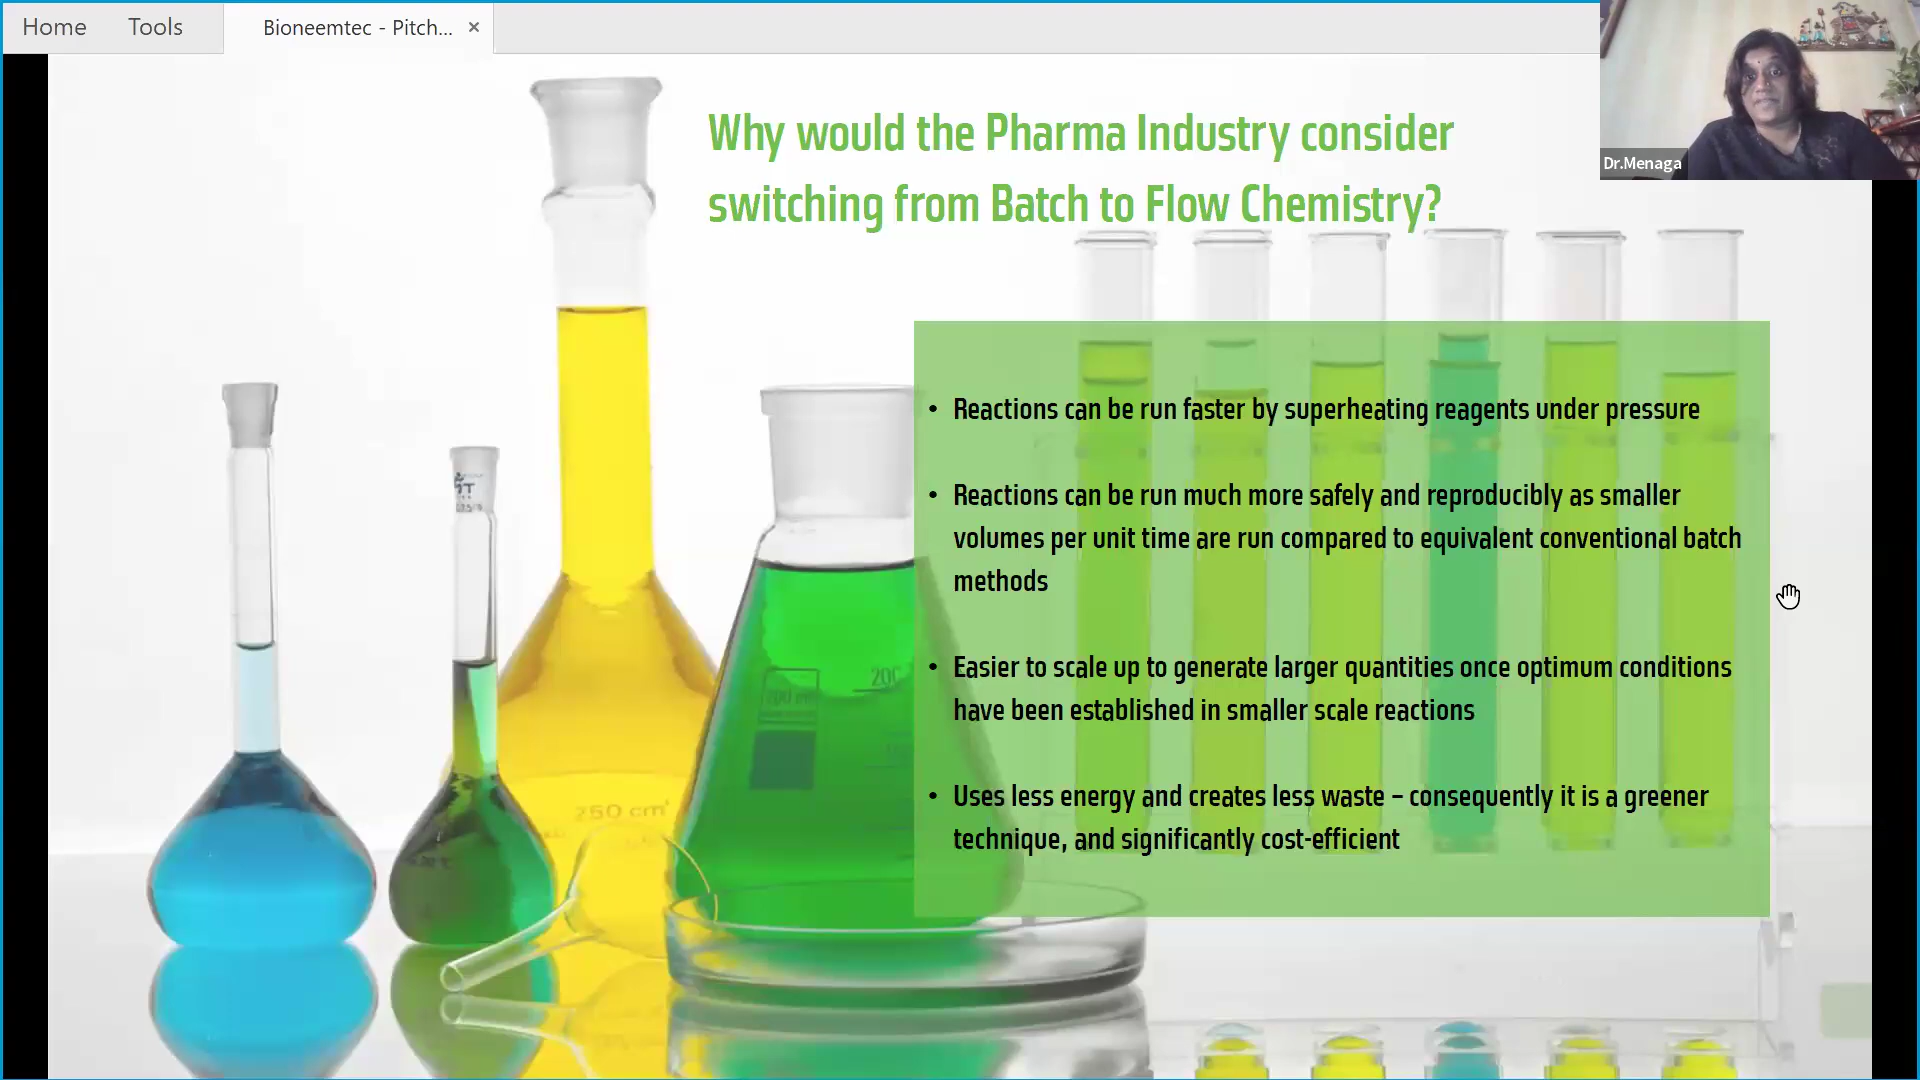 Home Tools Bioneemtec - Pitch... ×
Dr.Menaga
Why would the Pharma Industry consider
switching from Batch to Flow Chemistry?
• Reactions can be run faster by superheating reagents under pressure
• Reactions can be run much more safely and reproducibly as smaller
volumes per unit time are run compared to equivalent conventional batch
methods
• Easier to scale up to generate larger quantities once optimum conditions
have been established in smaller scale reactions
• Uses less energy and creates less waste – consequently it is a greener
technique, and significantly cost-efficient
200
200 ml
250 cm³